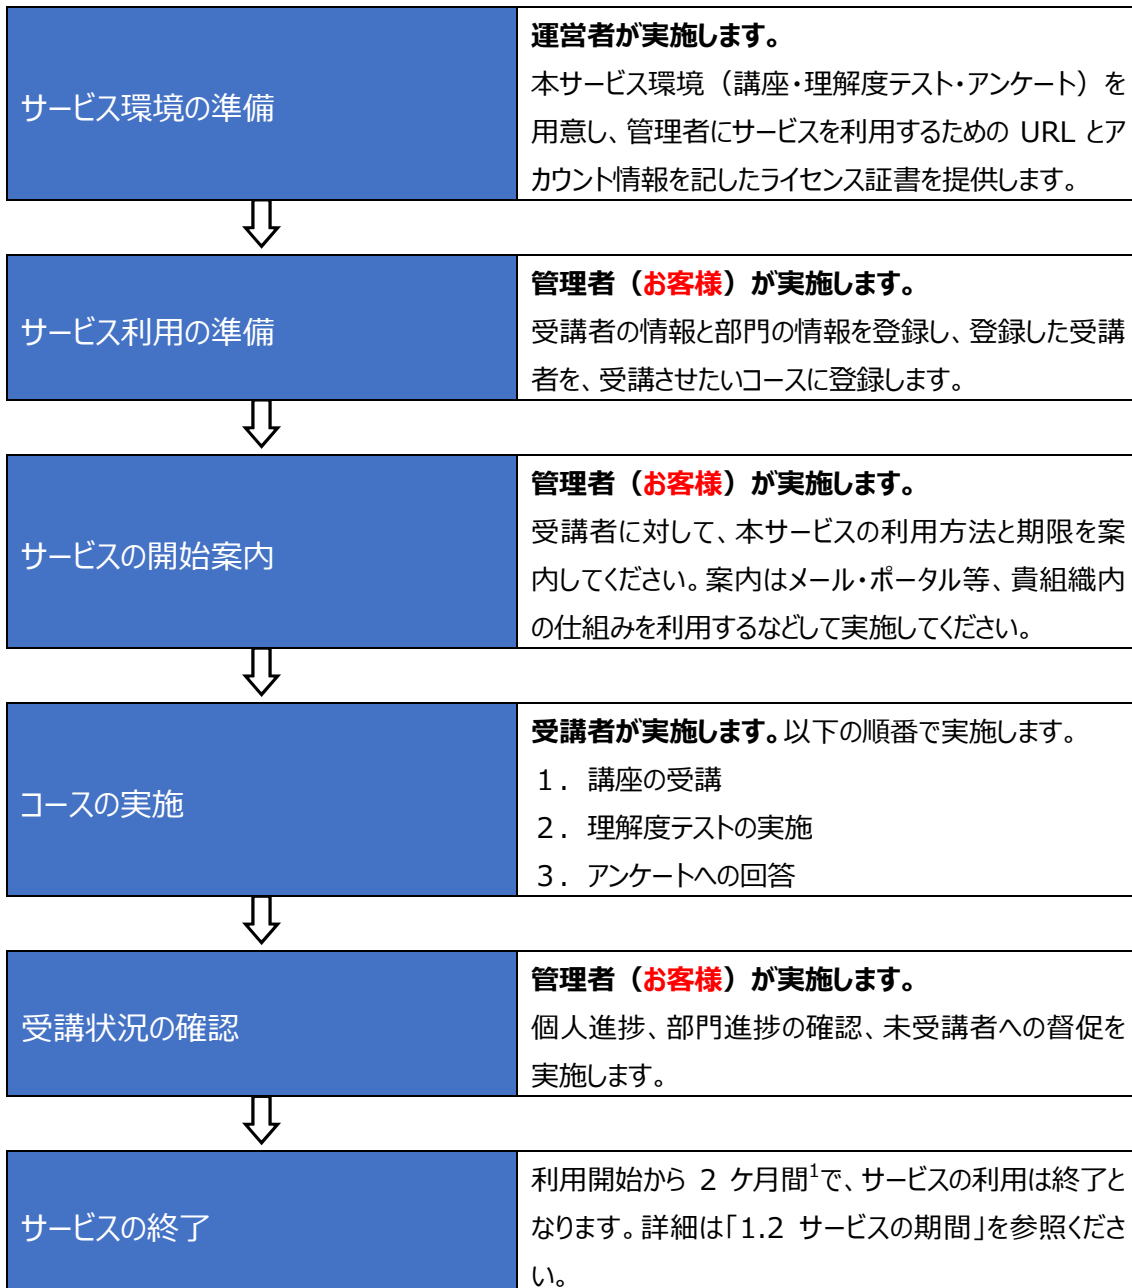 サービス環境の準備
運営者が実施します。
本サービス環境（講座・理解度テスト・アンケート）を
用意し、管理者にサービスを利用するための URL とア
カウント情報を記したライセンス証書を提供します。
サービス利用の準備
管理者（お客様）が実施します。
受講者の情報と部門の情報を登録し、登録した受講
者を、受講させたいコースに登録します。
サービスの開始案内
管理者（お客様）が実施します。
受講者に対して、本サービスの利用方法と期限を案
内してください。案内はメール・ポータル等、貴組織内
の仕組みを利用するなどして実施してください。
コースの実施
受講者が実施します。以下の順番で実施します。
１．講座の受講
２．理解度テストの実施
３．アンケートへの回答
受講状況の確認
管理者（お客様）が実施します。
個人進捗、部門進捗の確認、未受講者への督促を
実施します。
サービスの終了
利用開始から 2 ケ月間1で、サービスの利用は終了と
なります。詳細は「1.2 サービスの期間」を参照くださ
い。